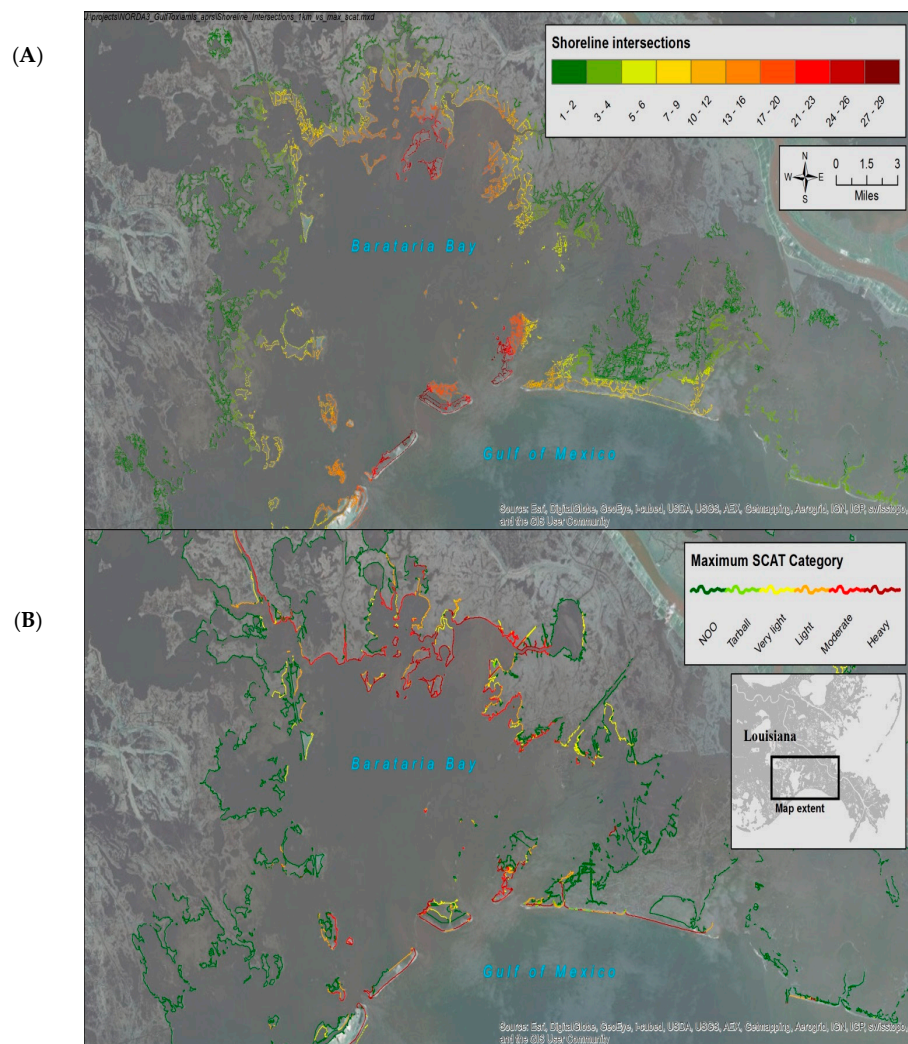 J:\projects\NORDA3_GulfTox\amls_aprs\Shoreline_Intersections_1km_vs_max_scat.mxd
(A)
Shoreline intersections
1 - 2
3 - 4
5 - 6
7 - 9
10 - 12
13 - 16
17 - 20
21 - 23
24 - 26
27 - 29
N
W E
S
0 1.5 3
Miles
Barataria Bay
Gulf of Mexico
Source: Esri, DigitalGlobe, GeoEye, i-cubed, USDA, USGS, AEX, Getmapping, Aerogrid, IGN, IGP, swisstopo,
and the GIS User Community
(B)
Maximum SCAT Category
NOO
Tarball
Very light
Light
Moderate
Heavy
Louisiana
Map extent
Barataria Bay
Gulf of Mexico
Source: Esri, DigitalGlobe, GeoEye, i-cubed, USDA, USGS, AEX, Getmapping, Aerogrid, IGN, IGP, swisstopo,
and the GIS User Community